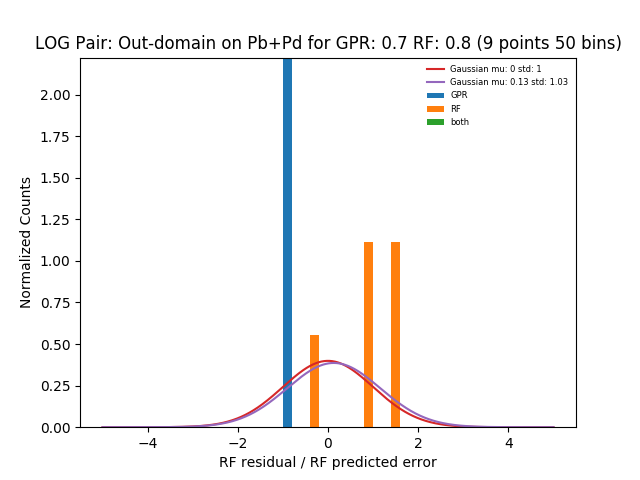 LOG Pair: Out-domain on Pb+Pd for GPR: 0.7 RF: 0.8 (9 points 50 bins)
Gaussian mu: 0 std: 1
Gaussian mu: 0.13 std: 1.03
GPR
RF
both
Normalized Counts
2.00
1.75
1.50
1.25
1.00
0.75
0.50
0.25
0.00
−4
−2
0
2
4
RF residual / RF predicted error